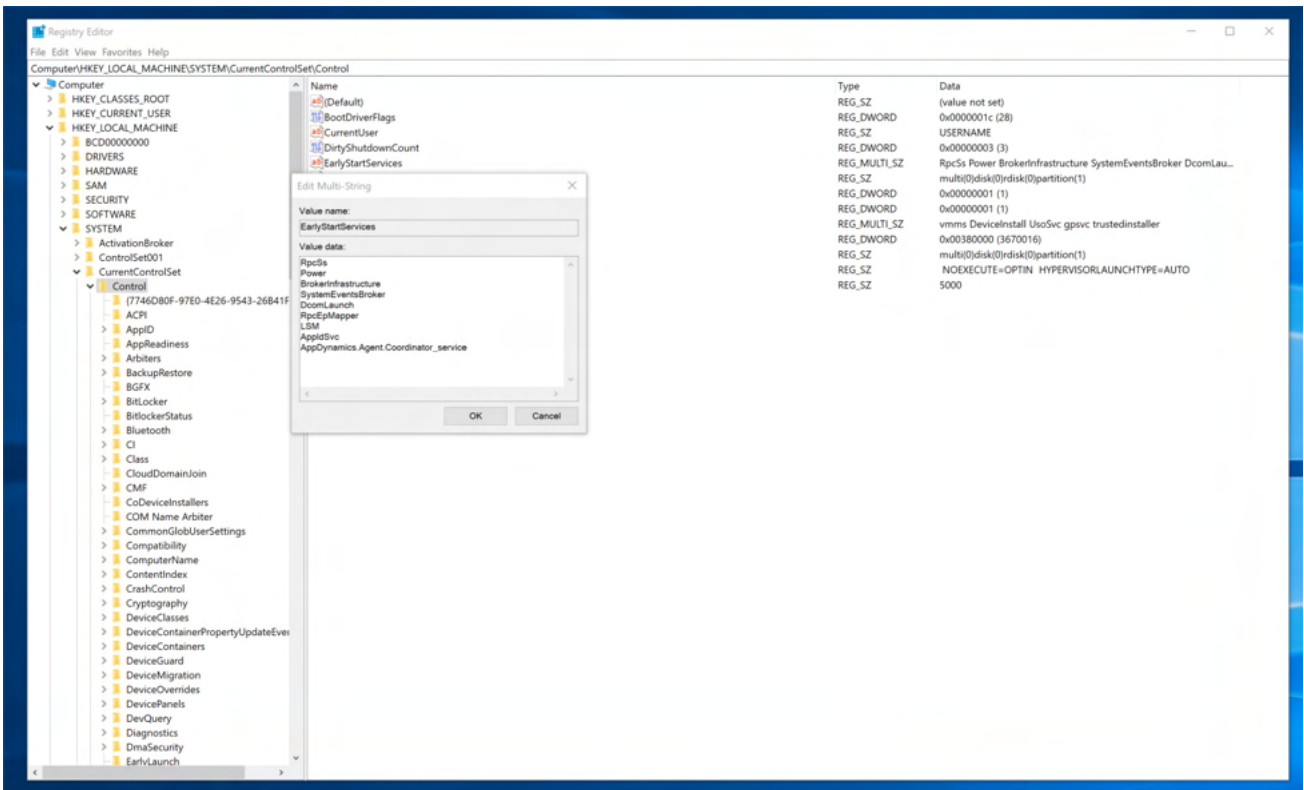 Registry Editor
File Edit View Favorites Help
Computer\HKEY_LOCAL_MACHINE\SYSTEM\CurrentControlSet\Control
Computer
HKEY_CLASSES_ROOT
HKEY_CURRENT_USER
HKEY_LOCAL_MACHINE
BCD00000000
DRIVERS
HARDWARE
SAM
SECURITY
SOFTWARE
SYSTEM
ActivationBroker
ControlSet001
CurrentControlSet
Control
{7746D80F-97E0-4E26-9543-26B41F
ACPI
AppID
AppReadiness
Arbiters
BackupRestore
BGFX
BitLocker
BitlockerStatus
Bluetooth
CI
Class
CloudDomainJoin
CMF
CoDeviceInstallers
COM Name Arbiter
CommonGlobUserSettings
Compatibility
ComputerName
ContentIndex
CrashControl
Cryptography
DeviceClasses
DeviceContainerPropertyUpdateEve
DeviceContainers
DeviceGuard
DeviceMigration
DeviceOverrides
DevicePanels
DevQuery
Diagnostics
DmaSecurity
EarlyLaunch
Name Type Data
(Default) REG_SZ (value not set)
BootDriverFlags REG_DWORD 0x0000001c (28)
CurrentUser REG_SZ USERNAME
DirtyShutdownCount REG_DWORD 0x00000003 (3)
EarlyStartServices REG_MULTI_SZ RpcSs Power BrokerInfrastructure SystemEventsBroker DcomLau...
REG_SZ multi(0)disk(0)rdisk(0)partition(1)
REG_DWORD 0x00000001 (1)
REG_DWORD 0x00000001 (1)
REG_MULTI_SZ vmms DeviceInstall UsoSvc gpsvc trustedinstaller
REG_DWORD 0x00380000 (3670016)
REG_SZ multi(0)disk(0)rdisk(0)partition(1)
REG_SZ NOEXECUTE=OPTIN HYPERVISORLAUNCHTYPE=AUTO
REG_SZ 5000
Edit Multi-String
Value name:
EarlyStartServices
Value data:
RpcSs
Power
BrokerInfrastructure
SystemEventsBroker
DcomLaunch
RpcEpMapper
LSM
AppIdSvc
AppDynamics.Agent.Coordinator_service
OK Cancel